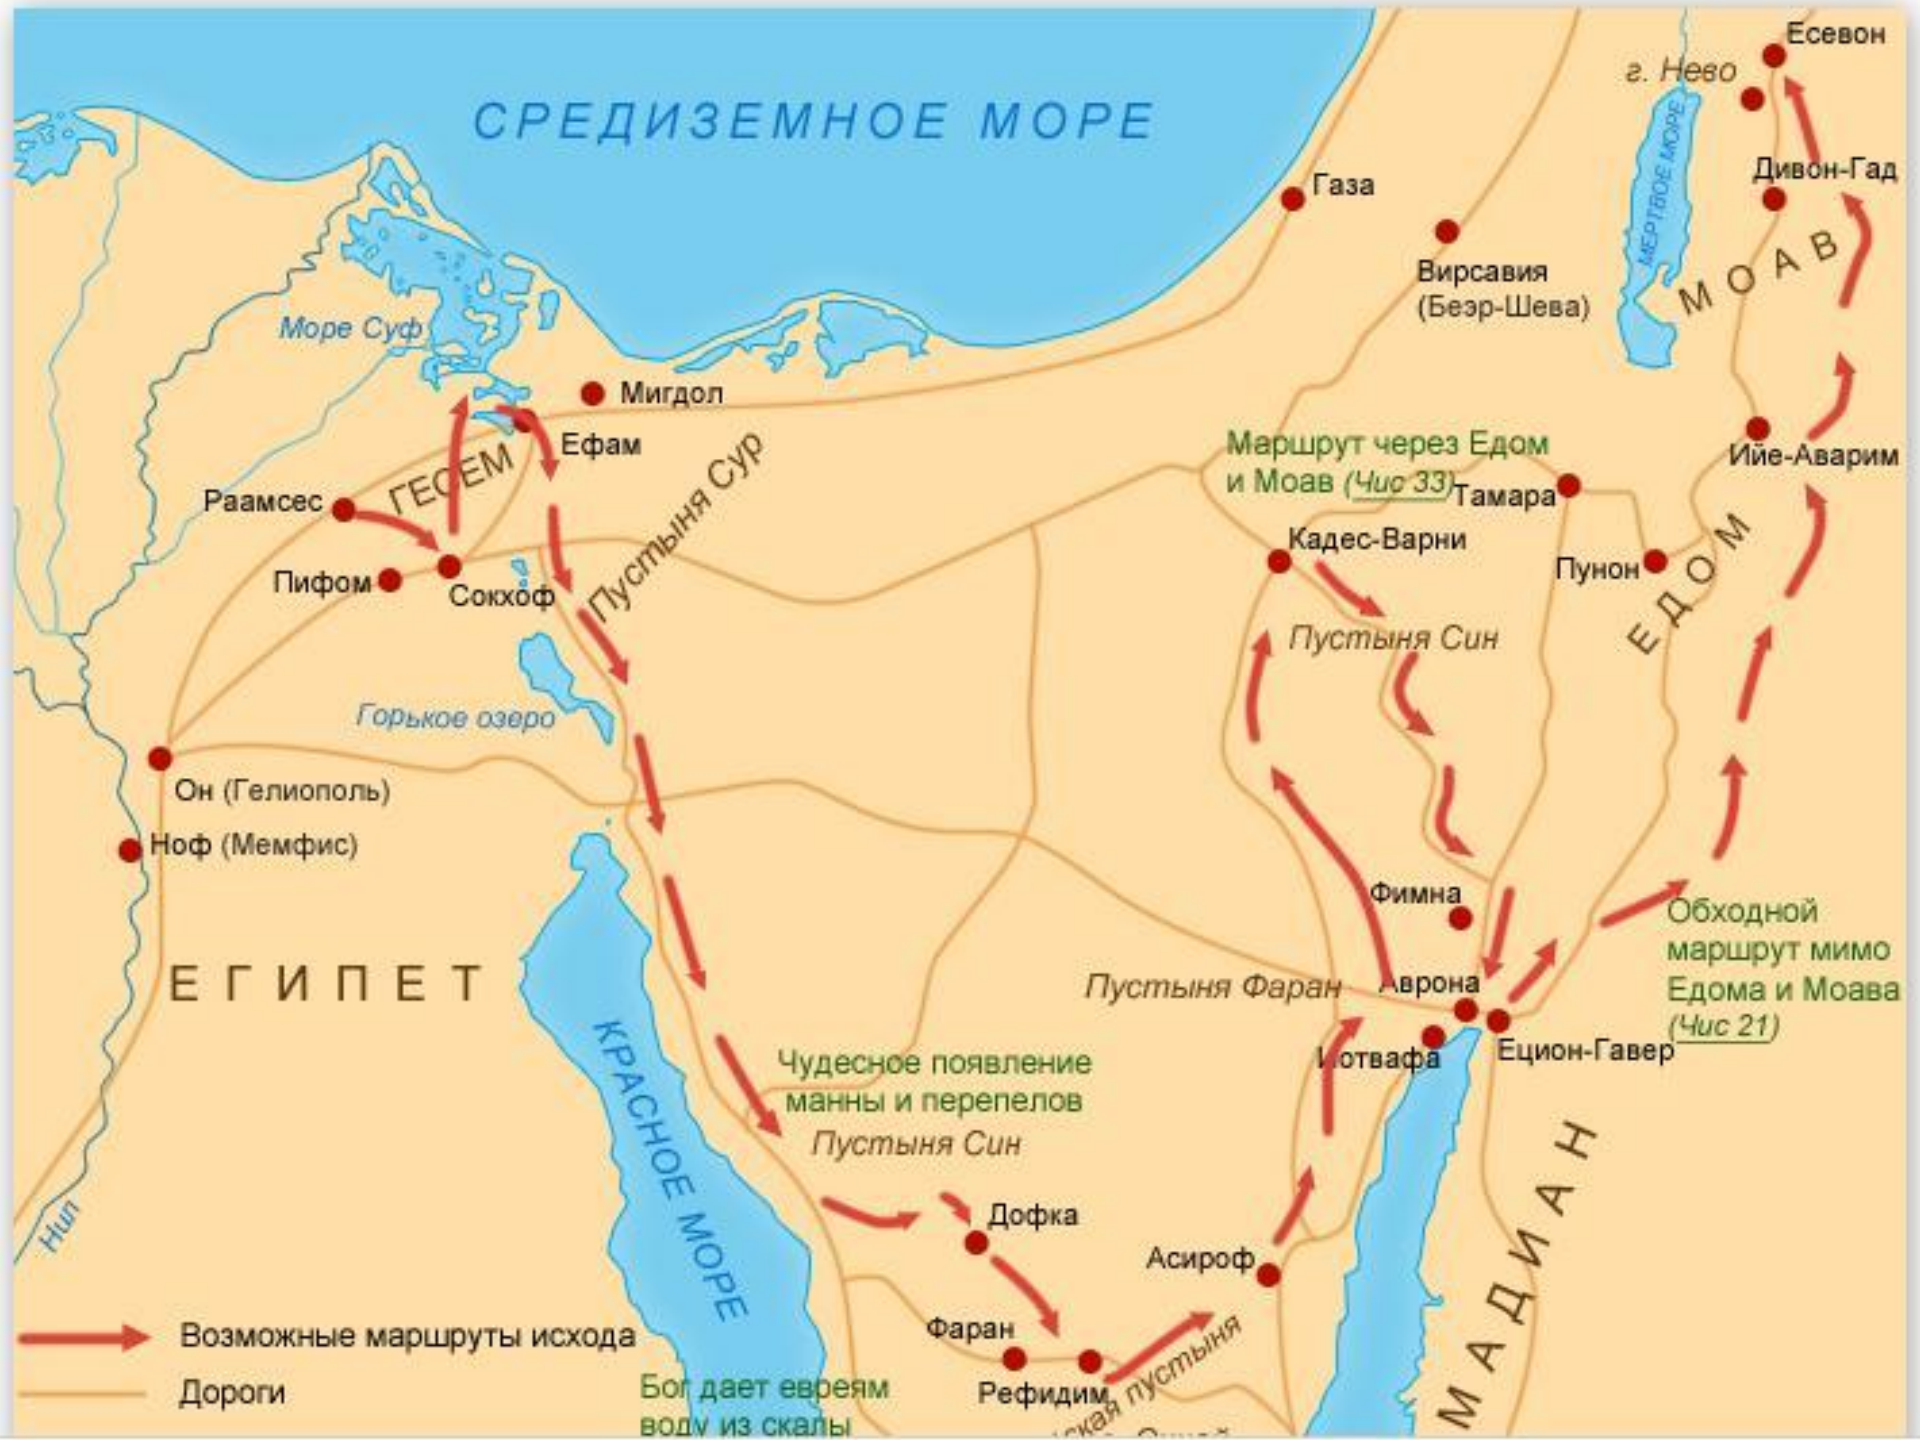 Есевон
г. Нево
СРЕДИЗЕМНОЕ МОРЕ
МЕРТВОЕ МОРЕ
Дивон-Гад
Газа
МОАВ
Вирсавия
(Беэр-Шева)
Море Суф
Мигдол
Ефам
ГЕСЕМ
Пустыня Сур
Маршрут через Едом
и Моав (Чис 33)
Ийе-Аварим
Тамара
Раамсес
Кадес-Варни
Пунон
ЕДОМ
Пифом
Сокхоф
Пустыня Син
Горькое озеро
Он (Гелиополь)
Ноф (Мемфис)
Фимна
Обходной
маршрут мимо
Едома и Моава
(Чис 21)
ЕГИПЕТ
Пустыня Фаран
Аврона
Иотвафа
Ецион-Гавер
КРАСНОЕ МОРЕ
Чудесное появление
манны и перепелов
Пустыня Син
МАДИАН
Нил
Дофка
Асироф
Фаран
Рефидим
пустыня
Возможные маршруты исхода
Дороги
Бог дает евреям
воду из скалы